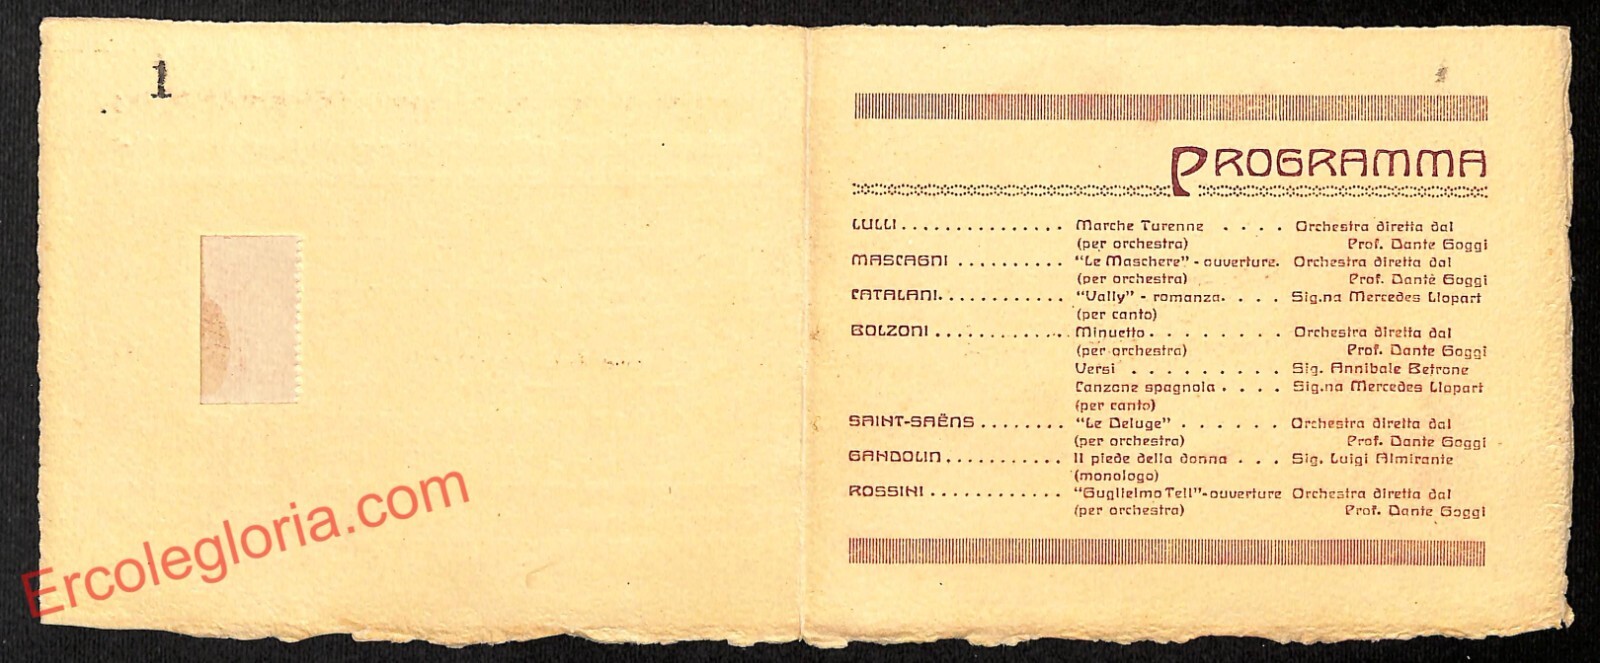 1
PROGRAMMA
LULLI . . . . . . . . . . . . . . . Marche Turenne . . . . Orchestra diretta dal
(per orchestra) Prof. Dante Goggi
MASCAGNI . . . . . . . . . . "Le Maschere" - ouverture. Orchestra diretta dal
(per orchestra) Prof. Dante Goggi
CATALANI. . . . . . . . . . . . "Vally" - romanza. . . . Sig.na Mercedes Llopart
(per canto)
BOLZONI . . . . . . . . . . . . Minuetto. . . . . . . . . Orchestra diretta dal
(per orchestra) Prof. Dante Goggi
Versi . . . . . . . . . Sig. Annibale Betrone
Canzone spagnola . . . . Sig.na Mercedes Llopart
(per canto)
SAINT-SAËNS . . . . . . . . "Le Deluge" . . . . . . Orchestra diretta dal
(per orchestra) Prof. Dante Goggi
GANDOLIN . . . . . . . . . . . Il piede della donna . . . Sig. Luigi Almirante
(monologo)
ROSSINI . . . . . . . . . . . . "Guglielmo Tell"-ouverture Orchestra diretta dal
(per orchestra) Prof. Dante Goggi
Ercolegloria.com